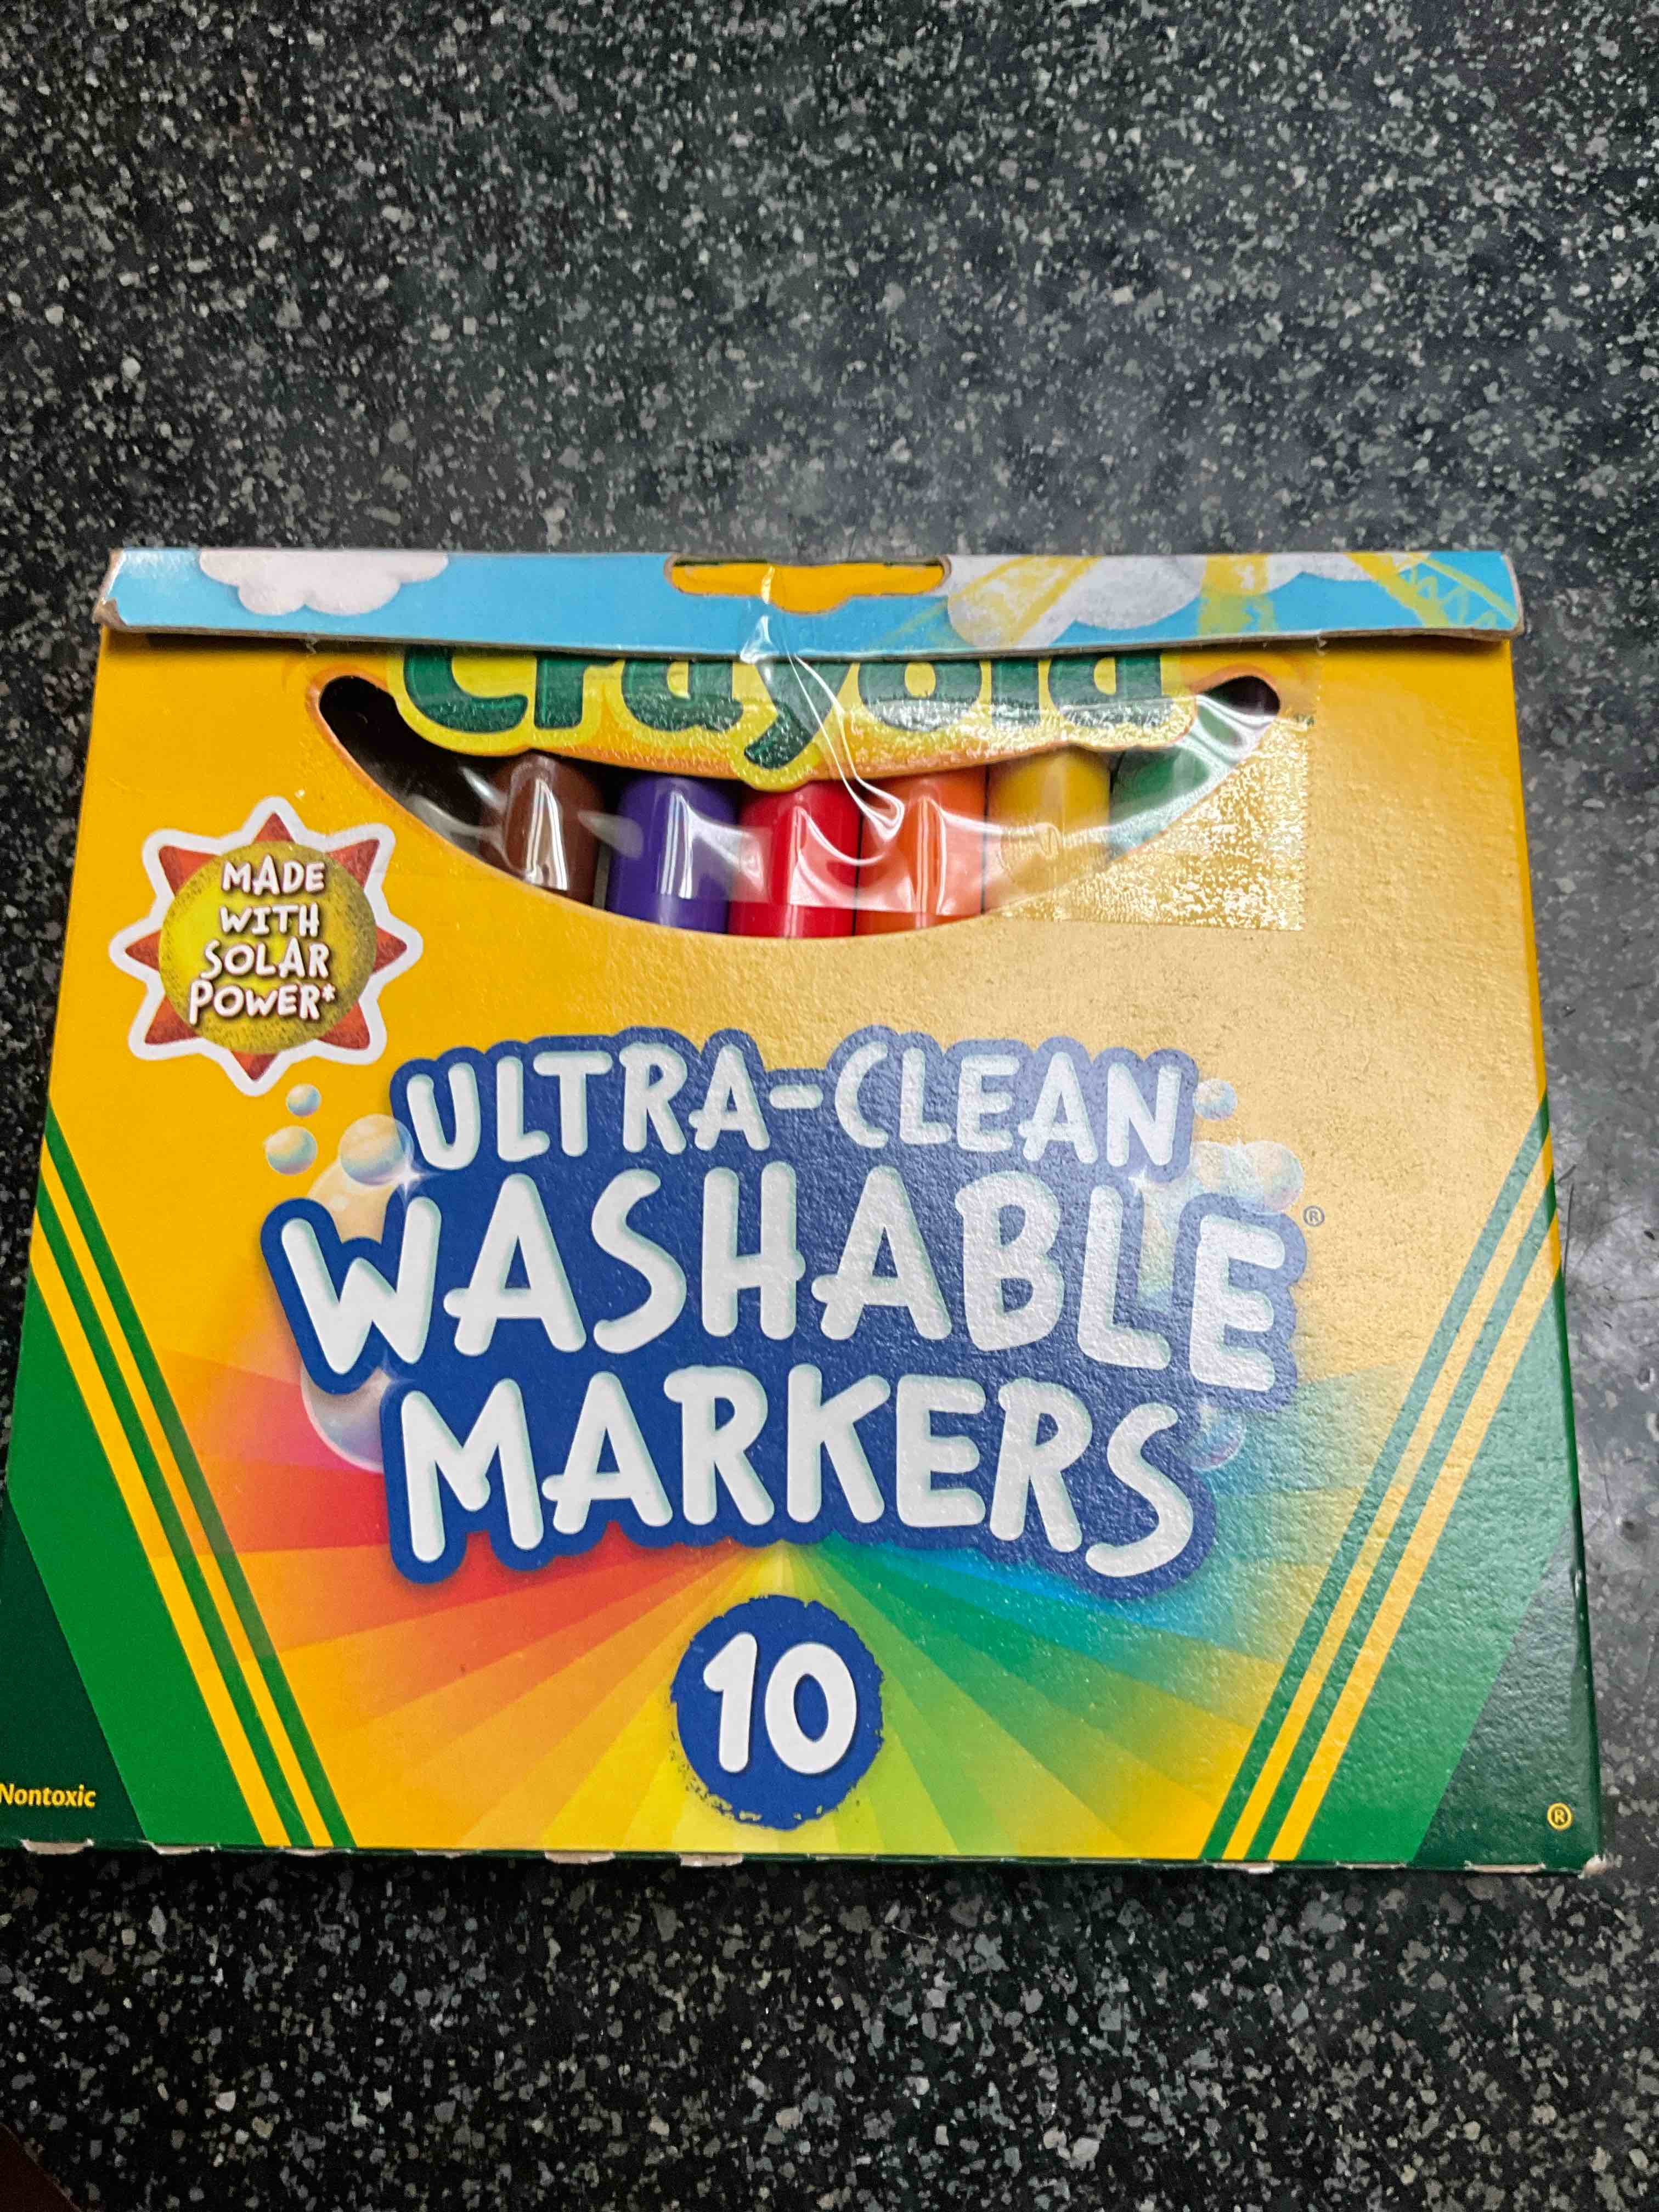 Crayola
MADE
WITH
SOLAR
POWER*
ULTRA-CLEAN
WASHABLE®
MARKERS
10
Nontoxic
®